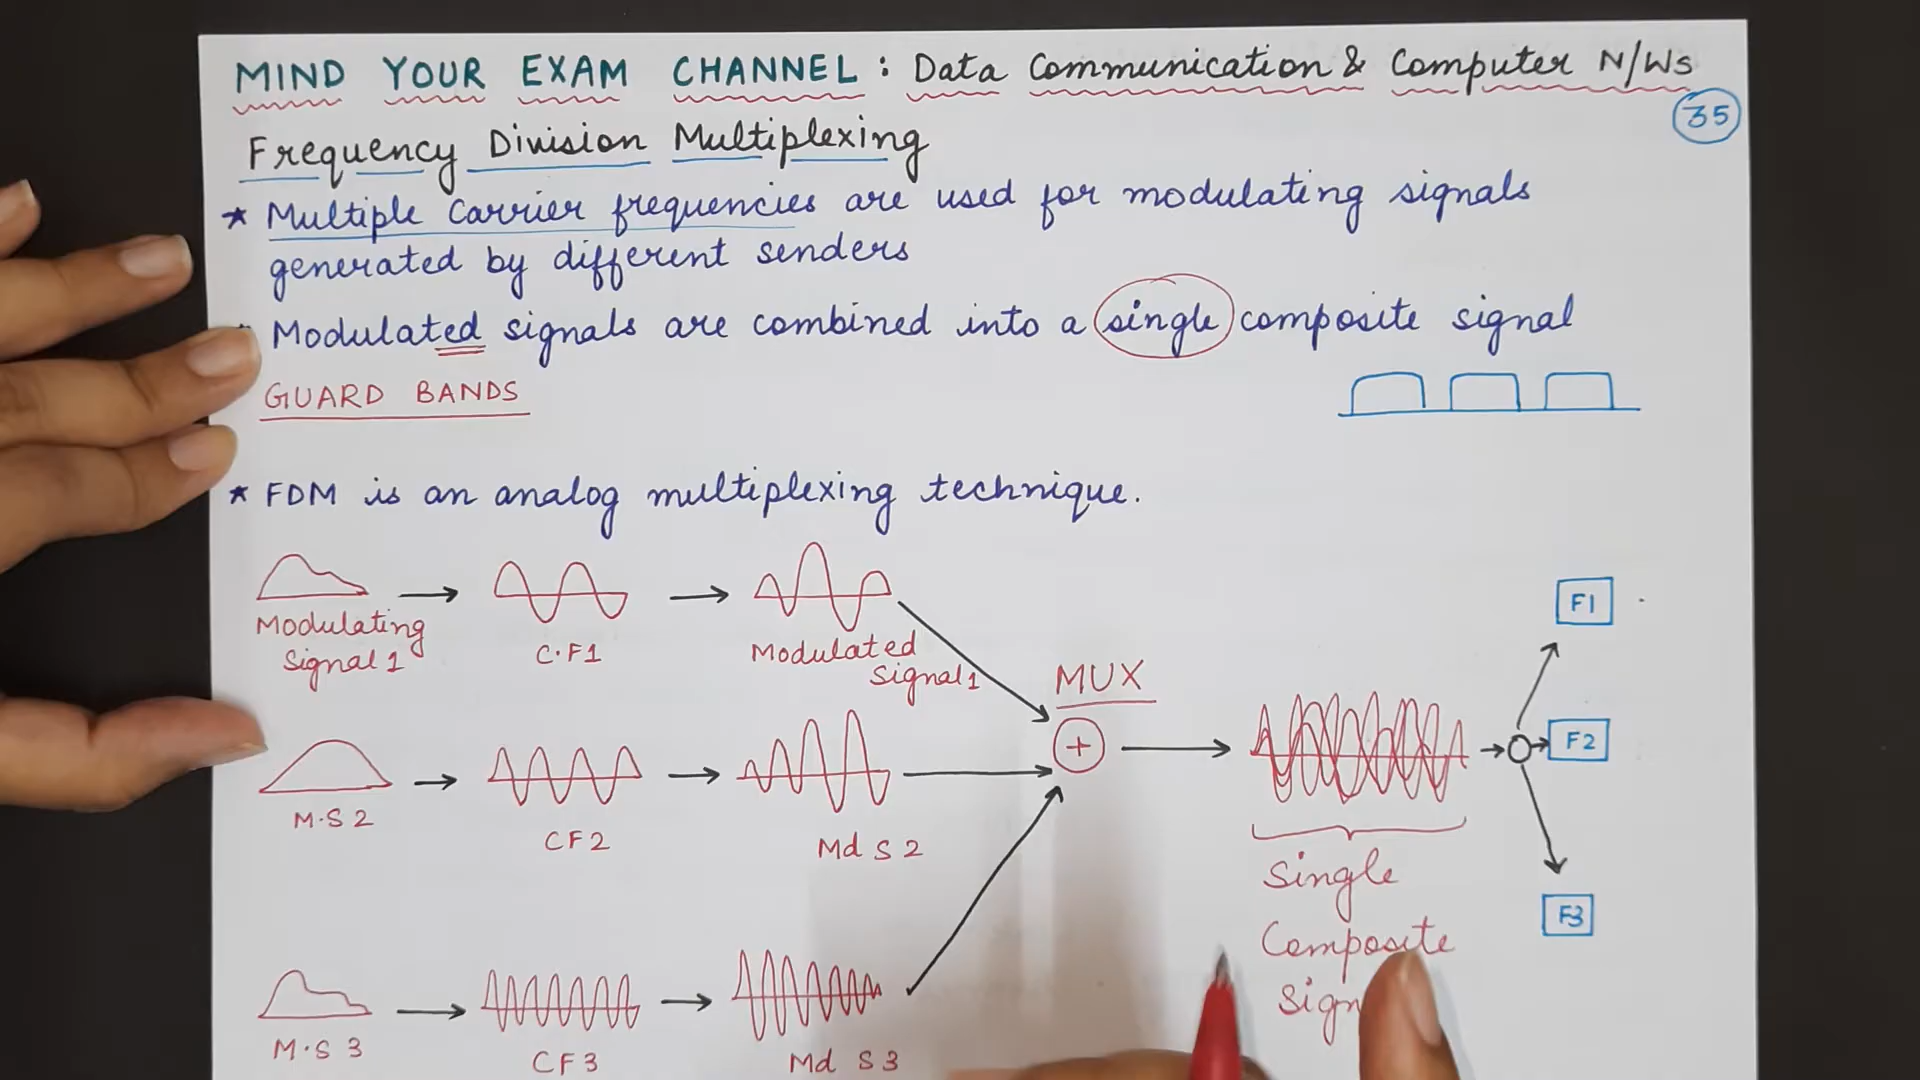 MIND YOUR EXAM CHANNEL : Data Communication & Computer N/Ws
35
Frequency Division Multiplexing
* Multiple Carrier frequencies are used for modulating signals
generated by different senders
Modulated signals are combined into a single composite signal
GUARD BANDS
* FDM is an analog multiplexing technique.
Modulating
Signal 1
C.F1
Modulated
Signal 1
MUX
+
F1
F2
F3
M.S 2
CF2
Md S 2
Single
Composite
M.S 3
CF3
Md S3